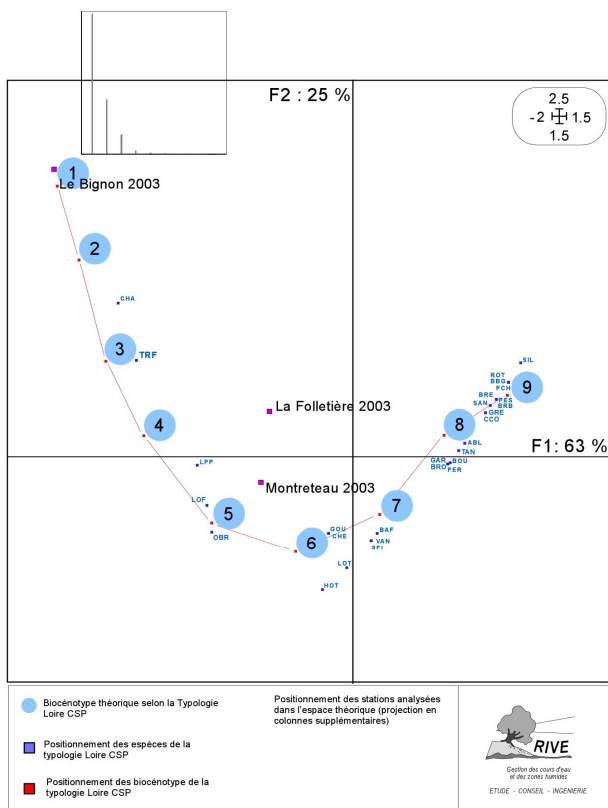 F2 : 25 %
2.5
-2 1.5
1.5
1
Le Bignon 2003
2
CHA
3
TRF
SIL
ROT
BBG
PCH
9
BRE
PES
SAN
BRB
GRE
CCO
La Folletière 2003
4
8
ABL
F1: 63 %
TAN
LPP
GAR
BOU
BRO
PER
Montreteau 2003
LOF
7
5
OBR
GOU
CHE
6
BAF
VAN
SPI
LOT
HOT
Biocénotype théorique selon la Typologie
Loire CSP
Positionnement des espèces de la
typologie Loire CSP
Positionnement des biocénotype de la
typologie Loire CSP
Positionnement des stations analysées
dans l'espace théorique (projection en
colonnes supplémentaires)
RIVE
Gestion des cours d'eau
et des zones humides
ETUDE - CONSEIL - INGENIERIE